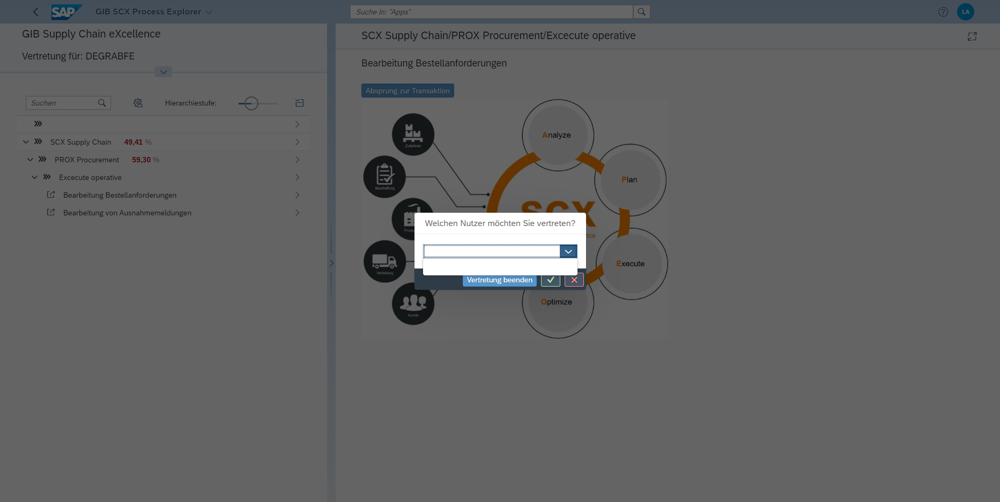 SAP
GIB SCX Process Explorer
Suche in: "Apps"
LA
GIB Supply Chain eXcellence
Vertretung für: DEGRABFE
Suchen
Hierarchiestufe:
SCX Supply Chain 49,41 %
PROX Procurement 59,30 %
Excecute operative
Bearbeitung Bestellanforderungen
Bearbeitung von Ausnahmemeldungen
SCX Supply Chain/PROX Procurement/Excecute operative
Bearbeitung Bestellanforderungen
Absprung zur Transaktion
Zulieferer
Beschaffung
Produ
Verteilung
Kunde
Analyze
Plan
Execute
Optimize
SCX
nce
Welchen Nutzer möchten Sie vertreten?
Vertretung beenden